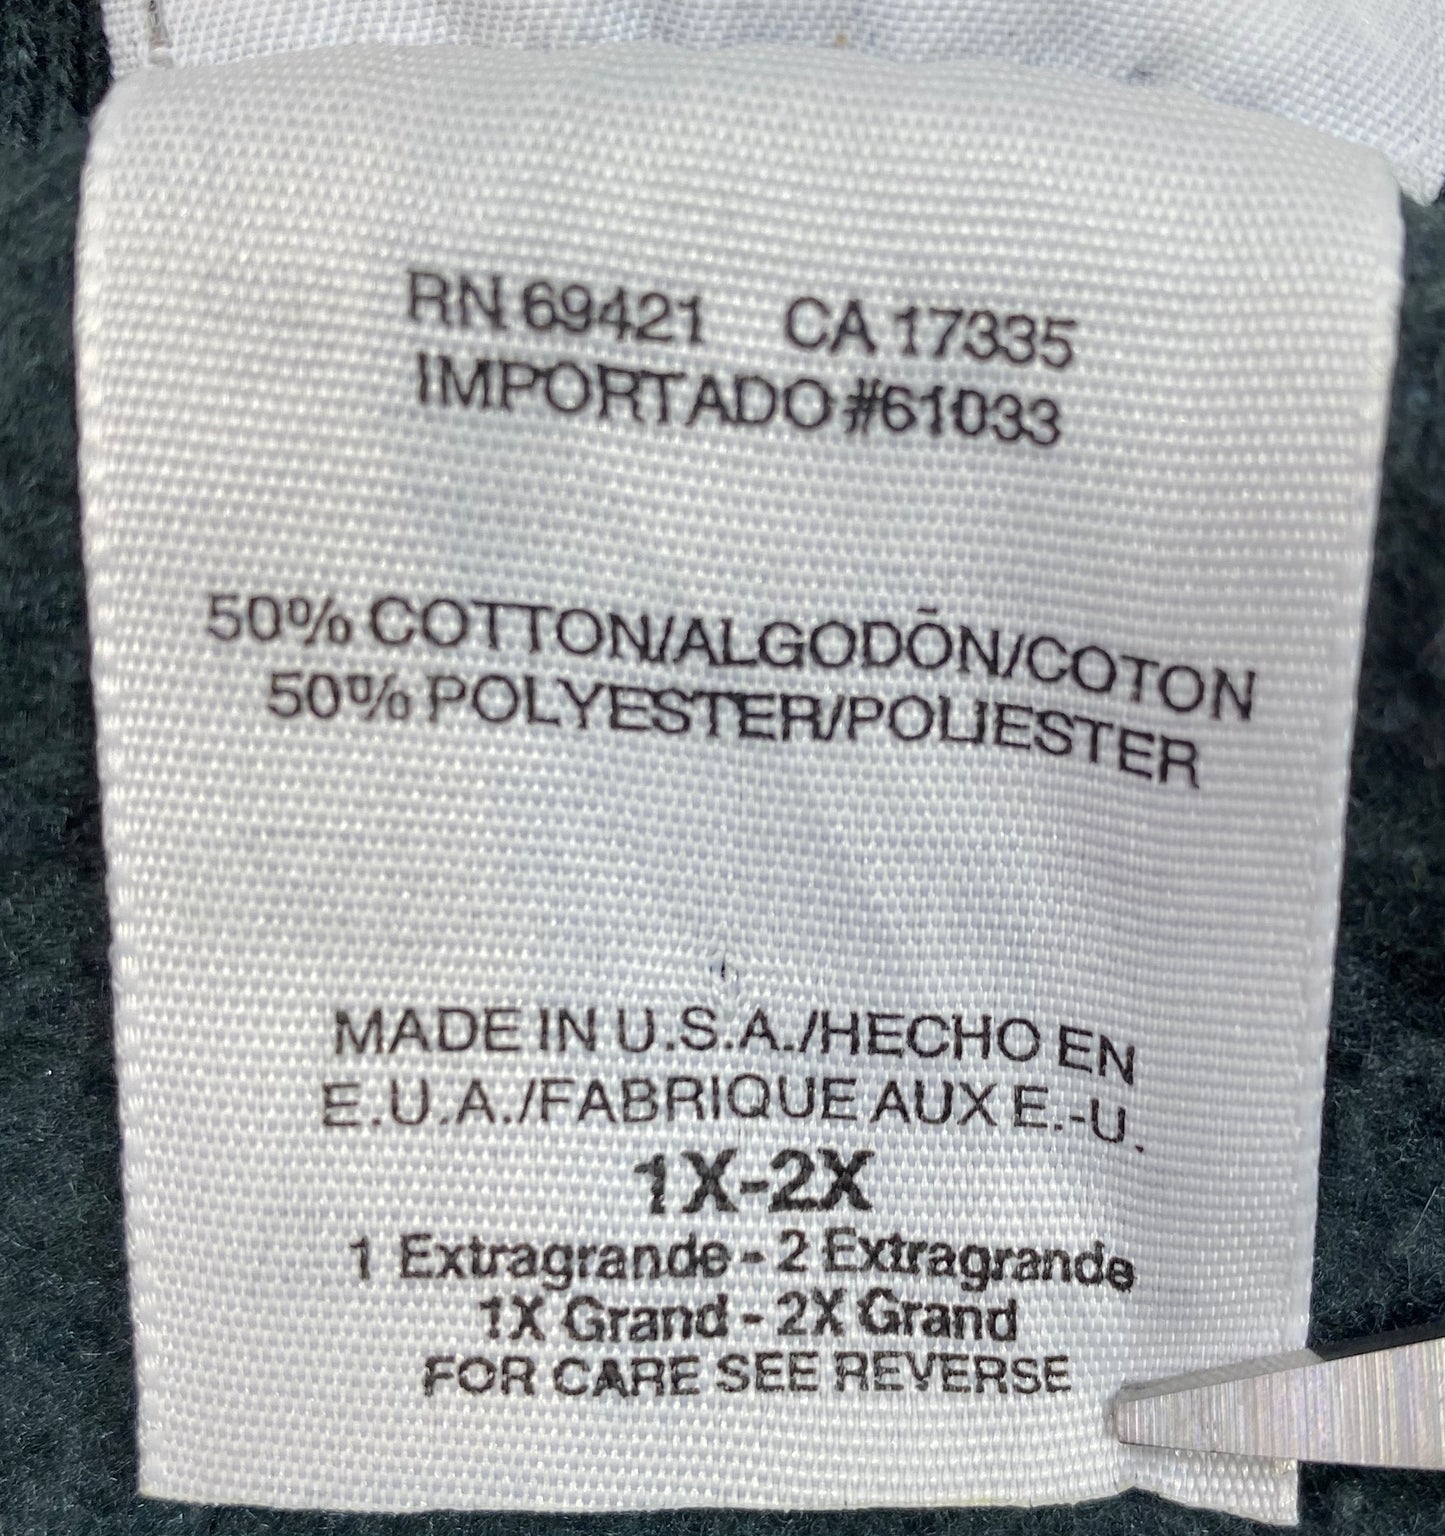 RN 69421 CA 17335
IMPORTADO #61033
50% COTTON/ALGODŌN/COTON
50% POLYESTER/POLIESTER
MADE IN U.S.A./HECHO EN
E.U.A./FABRIQUE AUX E.-U.
1X-2X
1 Extragrande - 2 Extragrande
1X Grand - 2X Grand
FOR CARE SEE REVERSE